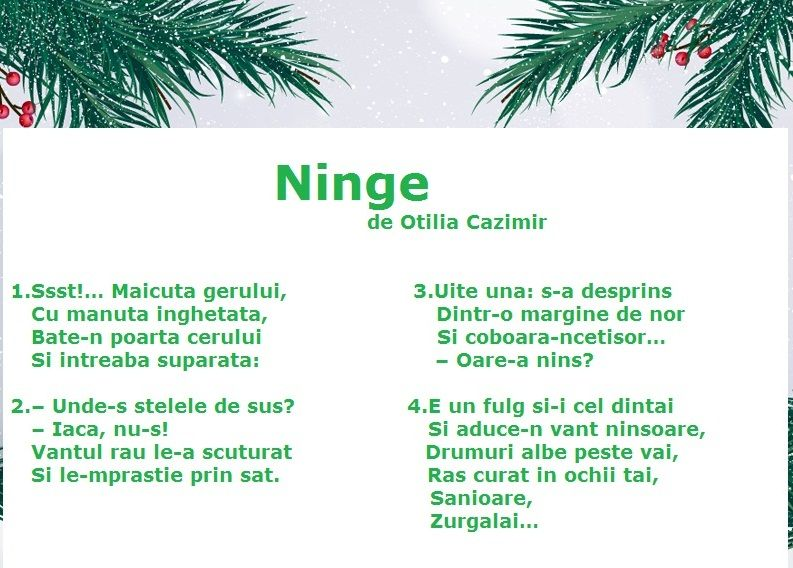 Ninge
de Otilia Cazimir
1.Ssst!... Maicuta gerului,
Cu manuta inghetata,
Bate-n poarta cerului
Si intreaba suparata:
2.– Unde-s stelele de sus?
– Iaca, nu-s!
Vantul rau le-a scuturat
Si le-mprastie prin sat.
3.Uite una: s-a desprins
Dintr-o margine de nor
Si coboara-ncetisor...
– Oare-a nins?
4.E un fulg si-i cel dintai
Si aduce-n vant ninsoare,
Drumuri albe peste vai,
Ras curat in ochii tai,
Sanioare,
Zurgalai...